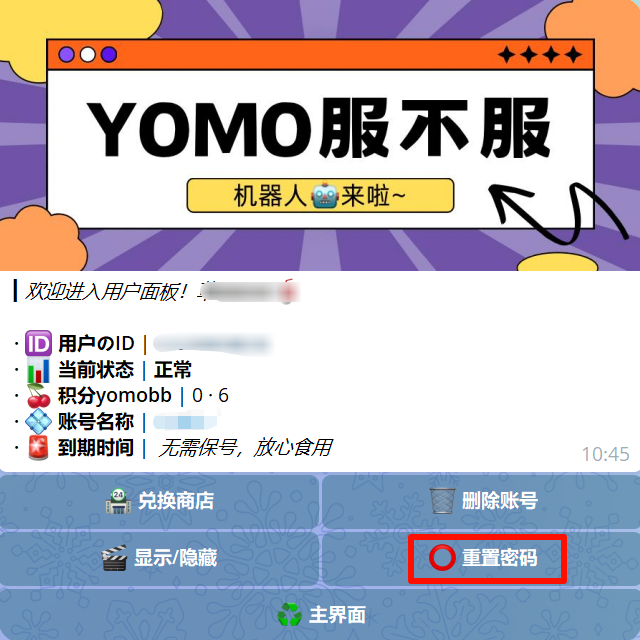 YOMO服不服
机器人🤖来啦~
欢迎进入用户面板！
· 🆔 用户のID |
· 📊 当前状态 | 正常
· 🍒 积分yomobb | 0 · 6
· 💠 账号名称 |
· 🚨 到期时间 | 无需保号，放心食用
10:45
🏪 兑换商店
🗑️ 删除账号
🎬 显示/隐藏
⭕ 重置密码
♻️ 主界面